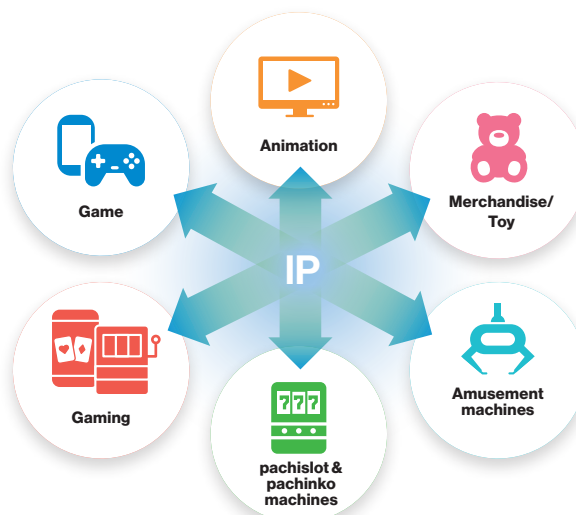 Animation
Game
Merchandise/
Toy
IP
Gaming
Amusement
machines
777
pachislot &
pachinko
machines